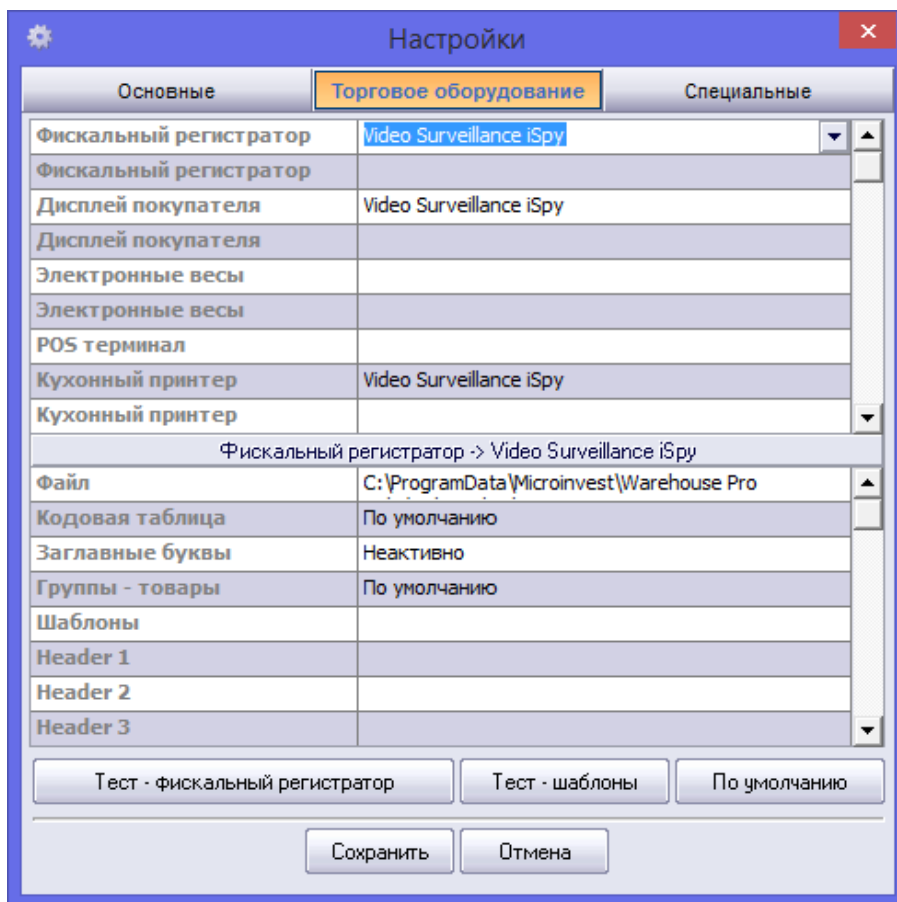 Настройки
Основные Торговое оборудование Специальные
Фискальный регистратор Video Surveillance iSpy
Фискальный регистратор
Дисплей покупателя Video Surveillance iSpy
Дисплей покупателя
Электронные весы
Электронные весы
POS терминал
Кухонный принтер Video Surveillance iSpy
Кухонный принтер
Фискальный регистратор -> Video Surveillance iSpy
Файл C:\ProgramData\Microinvest\Warehouse Pro
Кодовая таблица По умолчанию
Заглавные буквы Неактивно
Группы - товары По умолчанию
Шаблоны
Header 1
Header 2
Header 3
Тест - фискальный регистратор Тест - шаблоны По умолчанию
Сохранить Отмена